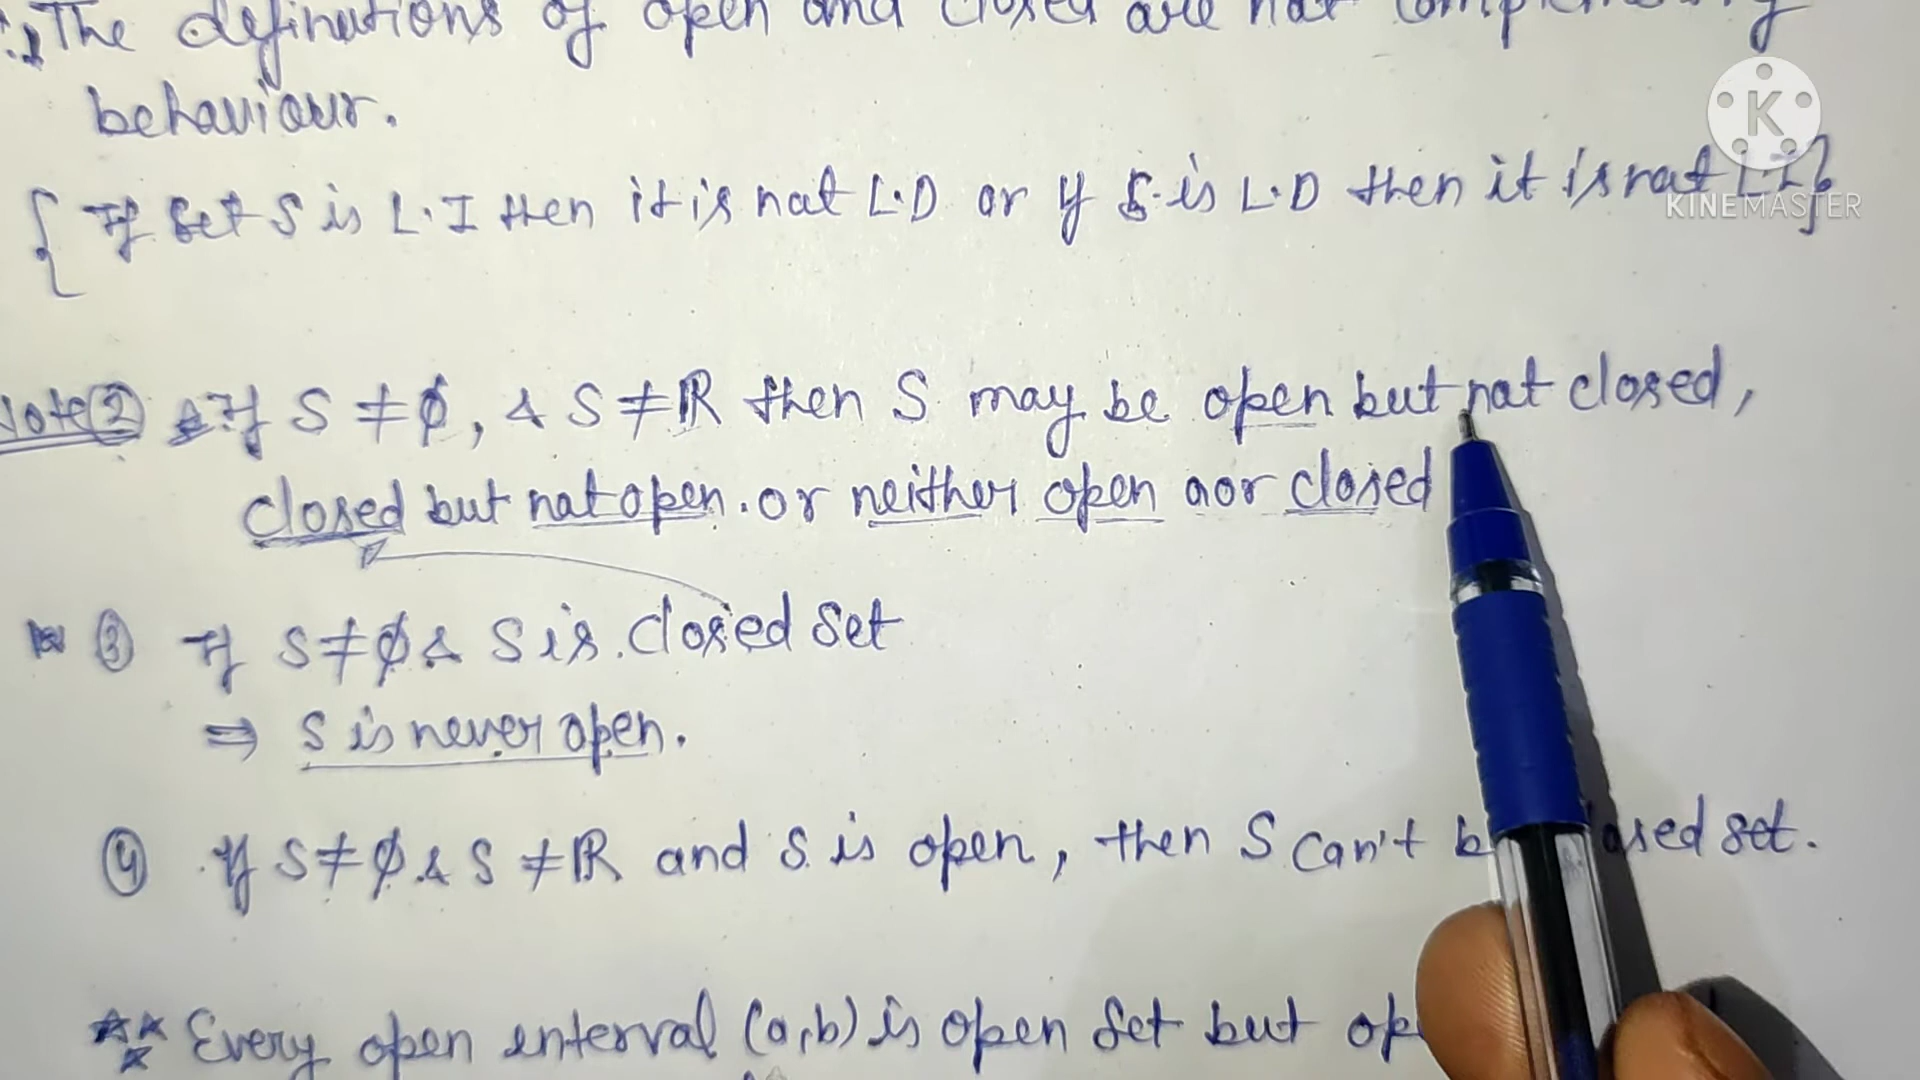 The definitions of open and closed are not complementary
behaviour.
{ If Set S is L.I then it is not L.D or if S is L.D then it is not L.I }
K
KINEMASTER
Note (2) If S ≠ ϕ, & S ≠ ℝ then S may be open but not closed,
closed but not open. or neither open nor closed
(3) If S ≠ ϕ & S is closed set
⇒ S is never open.
(4) If S ≠ ϕ & S ≠ ℝ and S is open, then S can't b closed set.
Every open interval (a,b) is open set but op